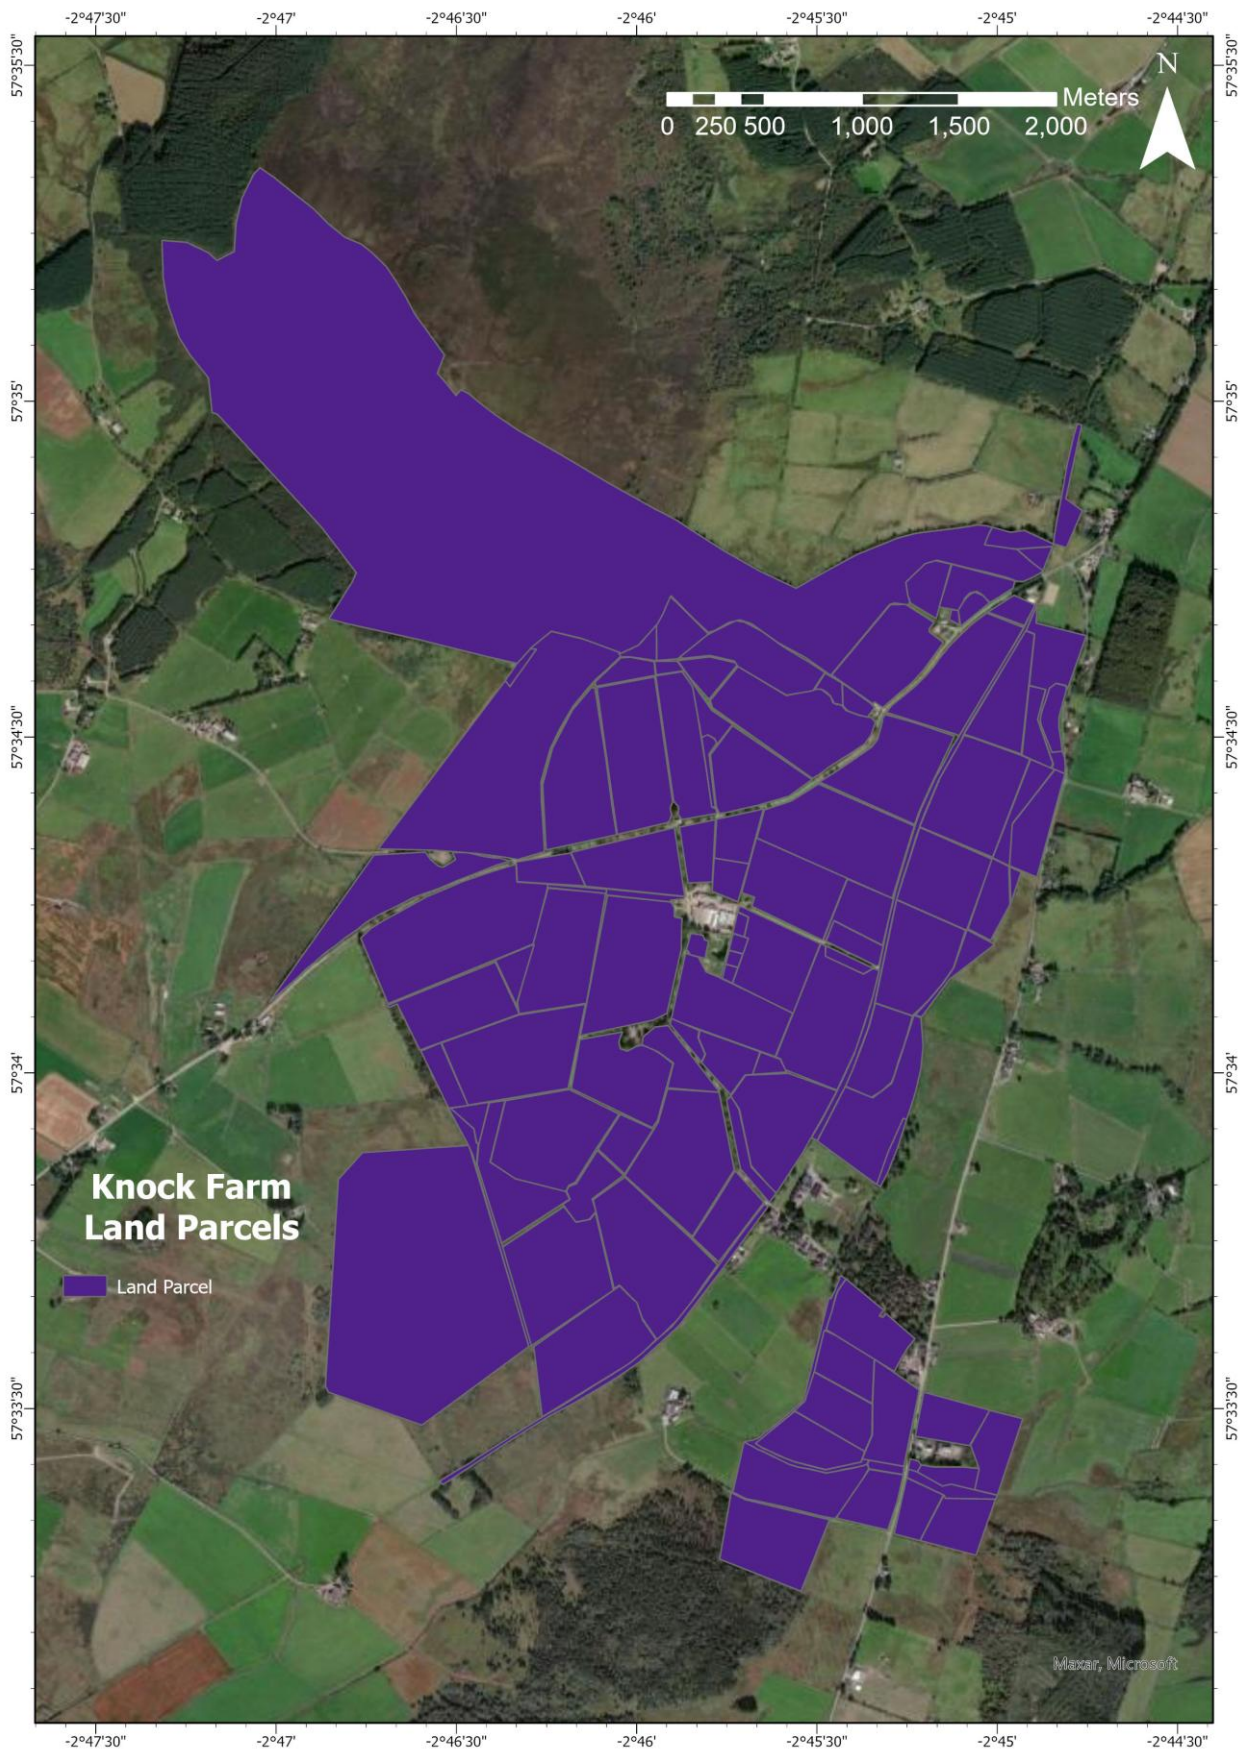 -2°47'30" -2°47' -2°46'30" -2°46' -2°45'30" -2°45' -2°44'30"
57°35'30" 57°35'30"
N
Meters
0 250 500 1,000 1,500 2,000
57°35' 57°35'
57°34'30" 57°34'30"
57°34' 57°34'
Knock Farm
Land Parcels
Land Parcel
57°33'30" 57°33'30"
Maxar, Microsoft
-2°47'30" -2°47' -2°46'30" -2°46' -2°45'30" -2°45' -2°44'30"